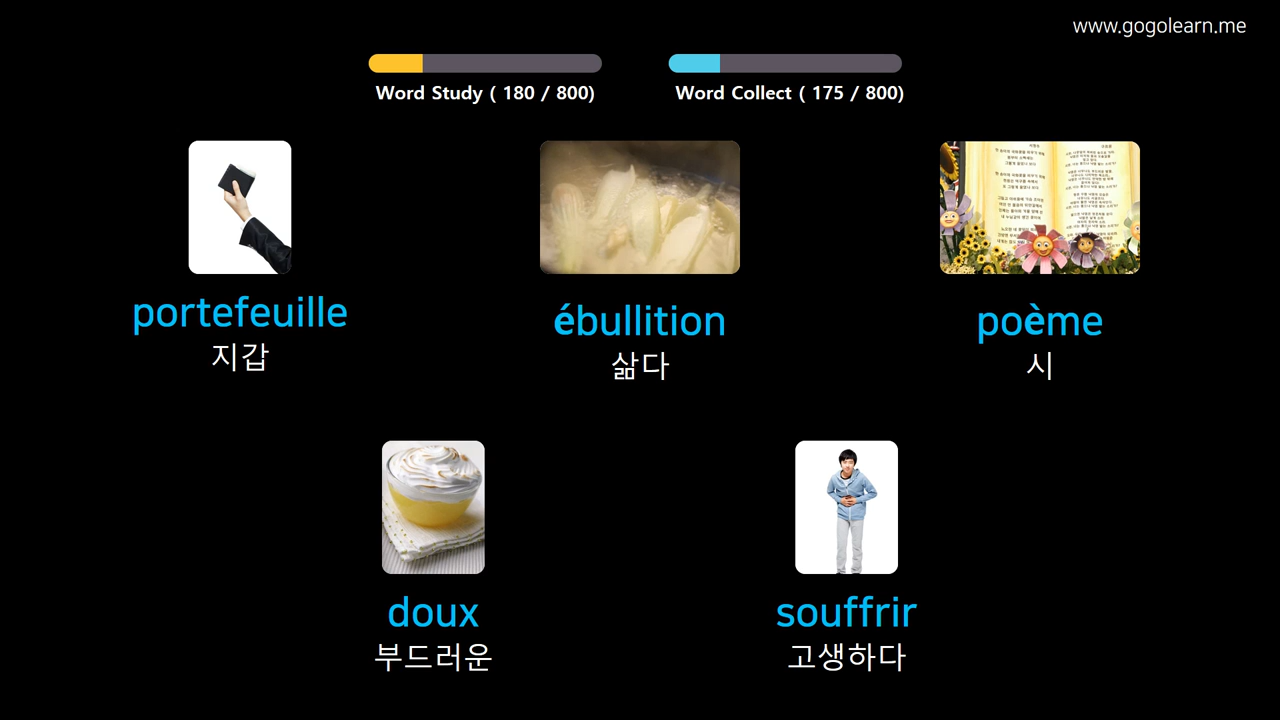 www.gogolearn.me
Word Study ( 180 / 800)
Word Collect ( 175 / 800)
portefeuille
지갑
ébullition
삶다
poème
시
doux
부드러운
souffrir
고생하다